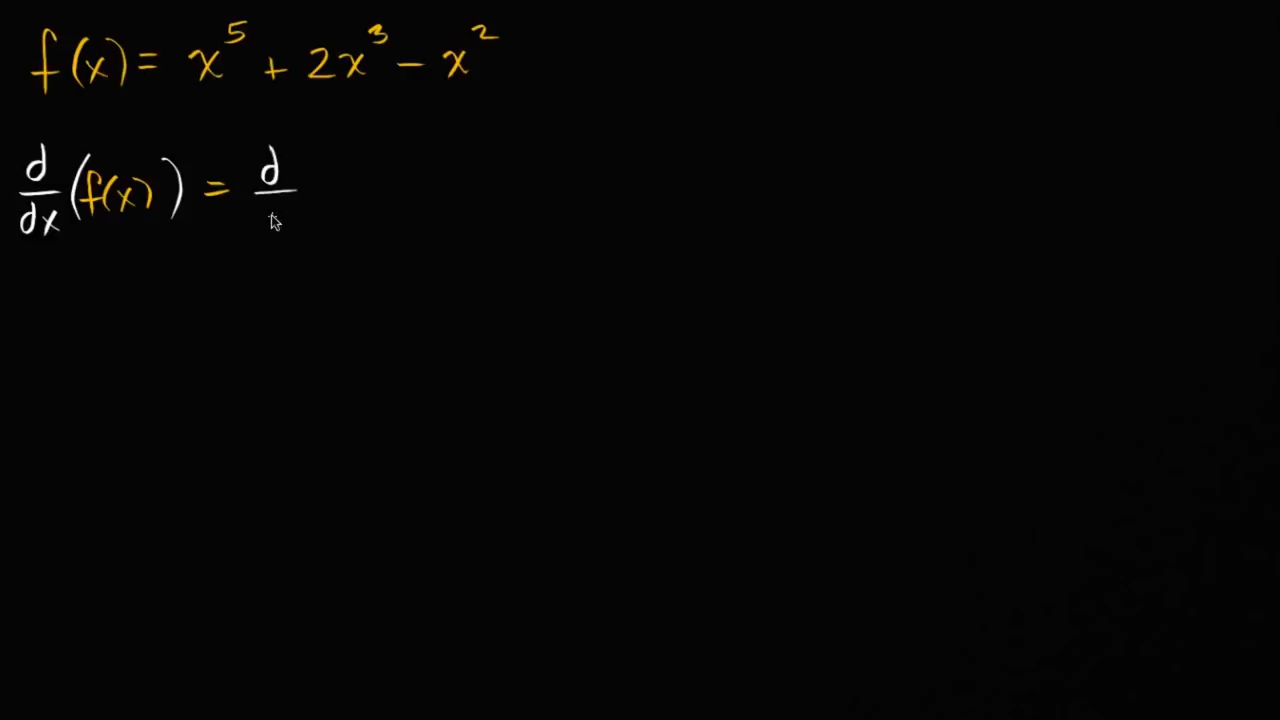 f(x) = x⁵ + 2x³ - x²
d/dx (f(x)) = d/